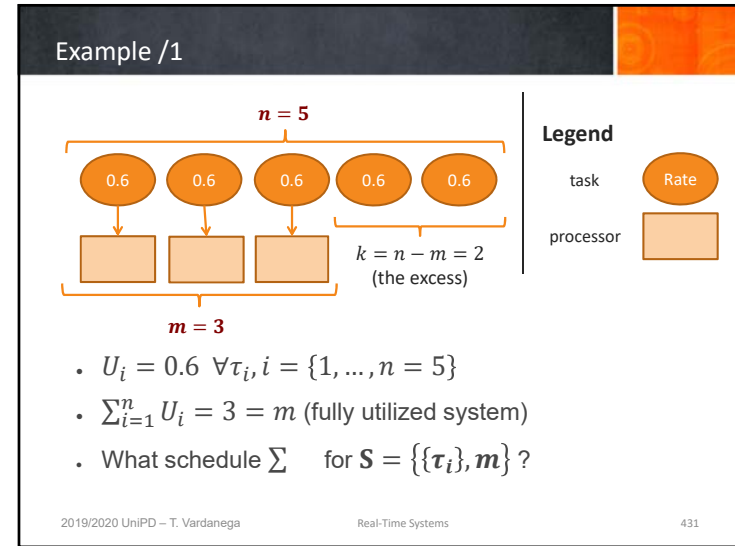 Example /1
n = 5
Legend
0.6 0.6 0.6 0.6 0.6
task Rate
processor
k = n − m = 2
(the excess)
m = 3
• U_i = 0.6 ∀τ_i, i = {1, … , n = 5}
• ∑_{i=1}^{n} U_i = 3 = m (fully utilized system)
• What schedule ∑ for S = {{τ_i}, m} ?
2019/2020 UniPD – T. Vardanega Real-Time Systems 431